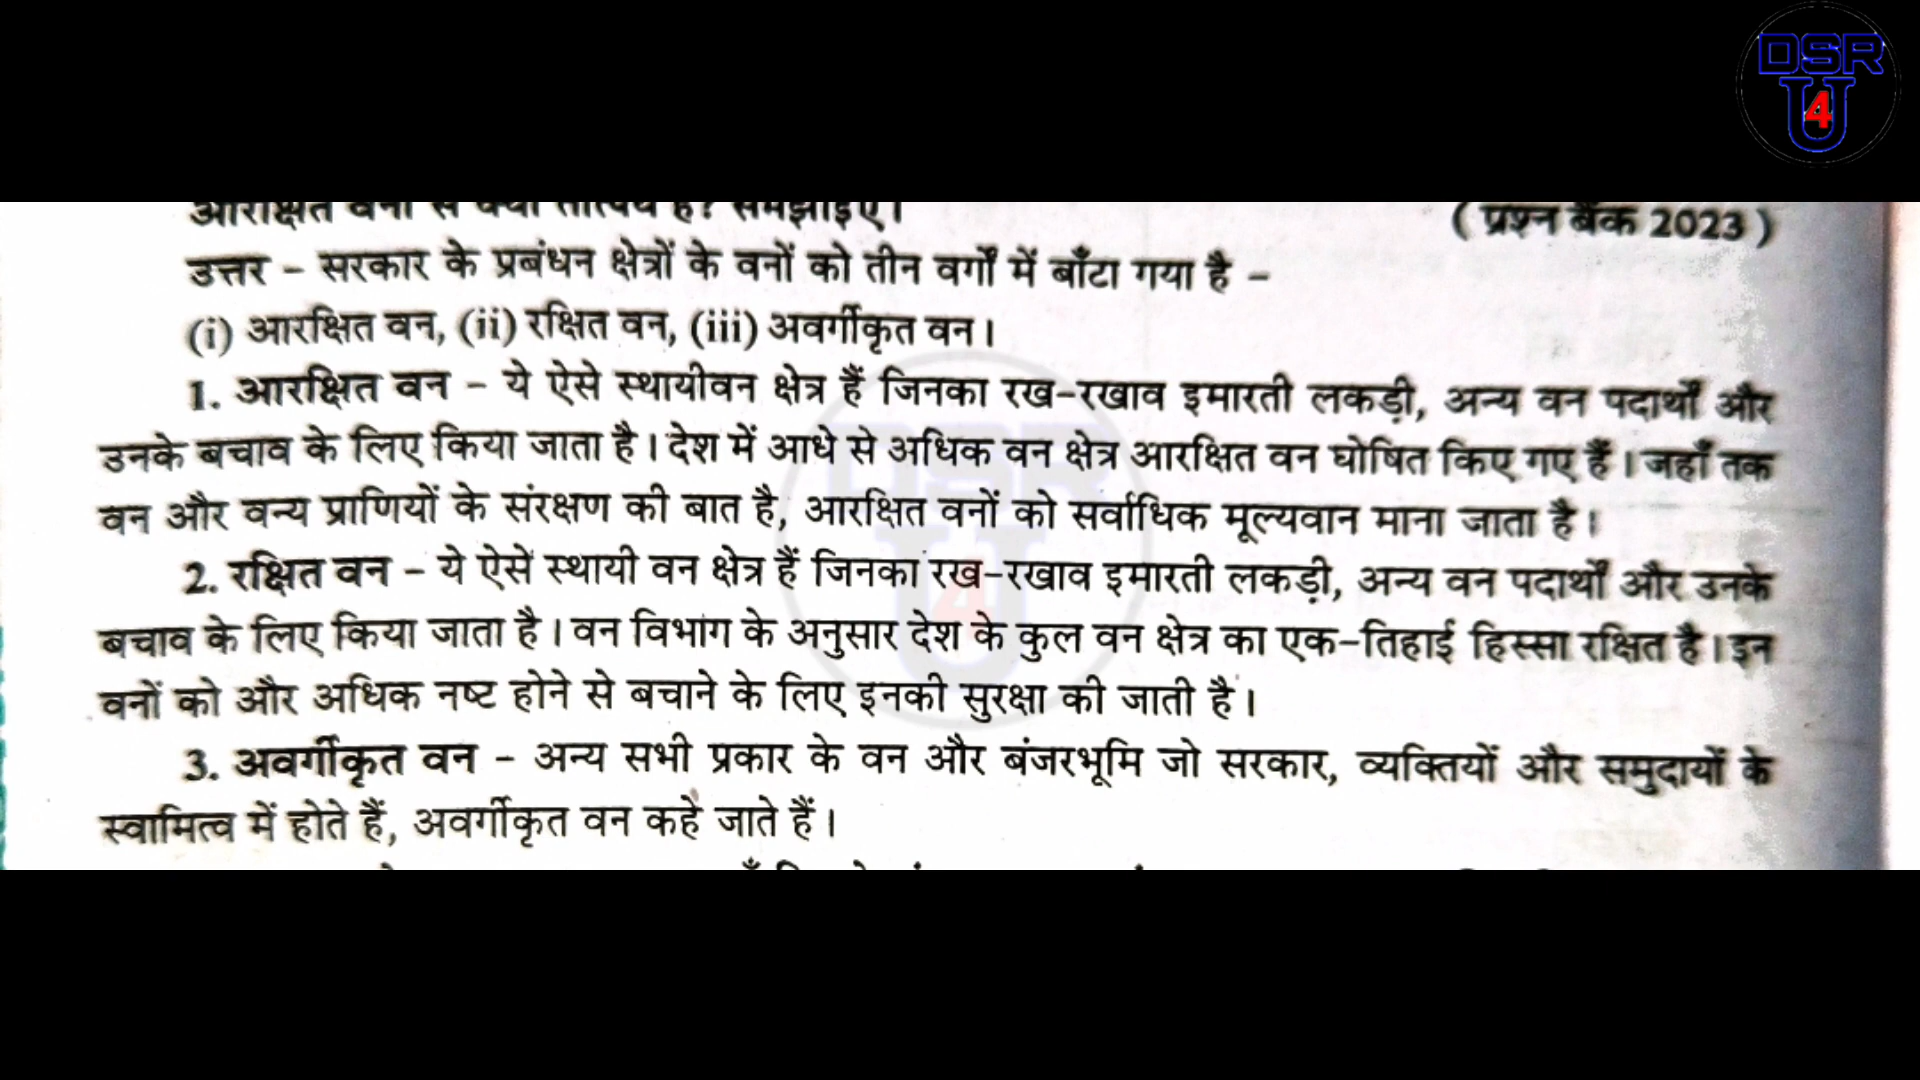 DSR
U
4
आरक्षित वनों से क्या तात्पर्य है? समझाइए।
( प्रश्न बैंक 2023 )
उत्तर – सरकार के प्रबंधन क्षेत्रों के वनों को तीन वर्गों में बाँटा गया है –
(i) आरक्षित वन, (ii) रक्षित वन, (iii) अवर्गीकृत वन।
1. आरक्षित वन – ये ऐसे स्थायीवन क्षेत्र हैं जिनका रख-रखाव इमारती लकड़ी, अन्य वन पदार्थों और
उनके बचाव के लिए किया जाता है। देश में आधे से अधिक वन क्षेत्र आरक्षित वन घोषित किए गए हैं। जहाँ तक
वन और वन्य प्राणियों के संरक्षण की बात है, आरक्षित वनों को सर्वाधिक मूल्यवान माना जाता है।
2. रक्षित वन – ये ऐसे स्थायी वन क्षेत्र हैं जिनका रख-रखाव इमारती लकड़ी, अन्य वन पदार्थों और उनके
बचाव के लिए किया जाता है। वन विभाग के अनुसार देश के कुल वन क्षेत्र का एक-तिहाई हिस्सा रक्षित है। इन
वनों को और अधिक नष्ट होने से बचाने के लिए इनकी सुरक्षा की जाती है।
3. अवर्गीकृत वन – अन्य सभी प्रकार के वन और बंजरभूमि जो सरकार, व्यक्तियों और समुदायों के
स्वामित्व में होते हैं, अवर्गीकृत वन कहे जाते हैं।